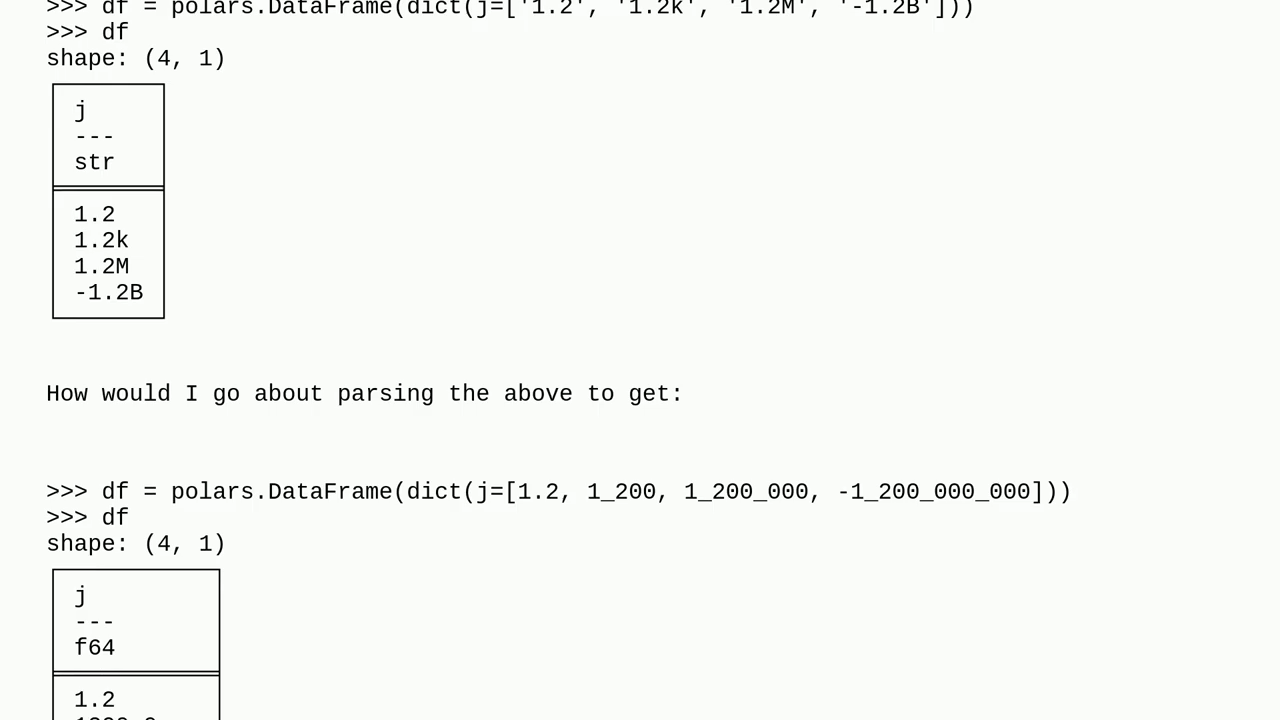 >>> df = polars.DataFrame(dict(j=['1.2', '1.2k', '1.2M', '-1.2B']))
>>> df
shape: (4, 1)
j
---
str
1.2
1.2k
1.2M
-1.2B
How would I go about parsing the above to get:
>>> df = polars.DataFrame(dict(j=[1.2, 1_200, 1_200_000, -1_200_000_000]))
>>> df
shape: (4, 1)
j
---
f64
1.2